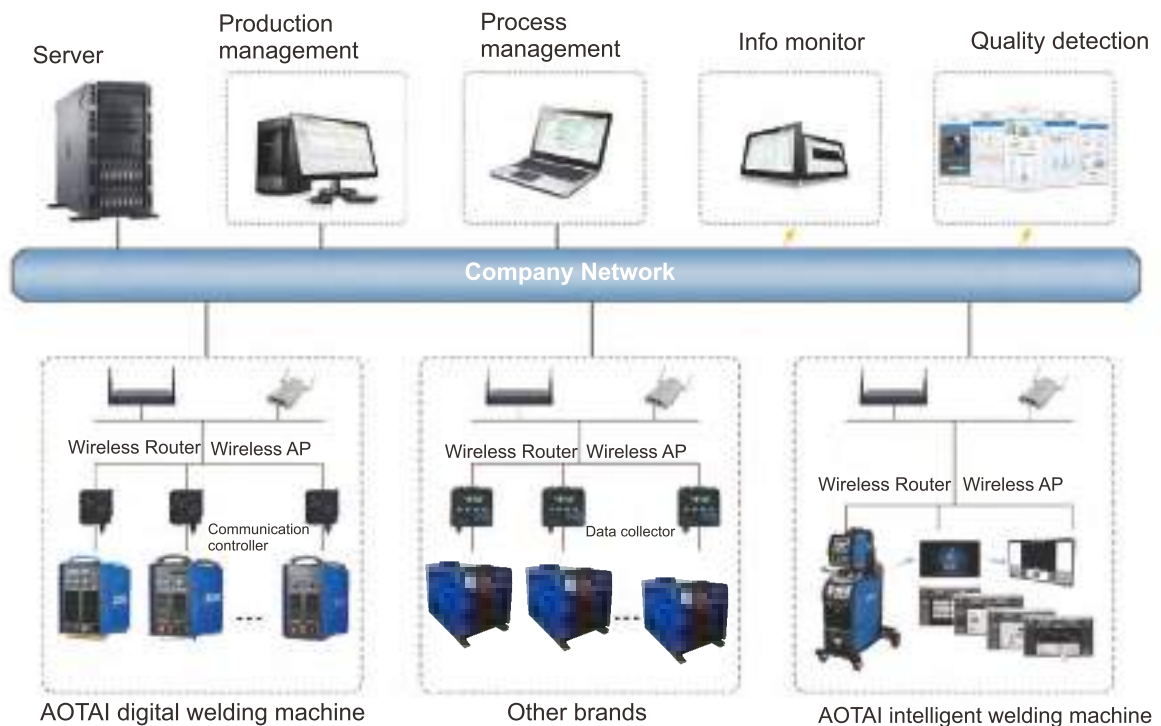 Server
Production
management
Process
management
Info monitor
Quality detection
Company Network
Wireless Router
Wireless AP
Communication
controller
Wireless Router
Wireless AP
Data collector
Wireless Router
Wireless AP
AOTAI digital welding machine
Other brands
AOTAI intelligent welding machine